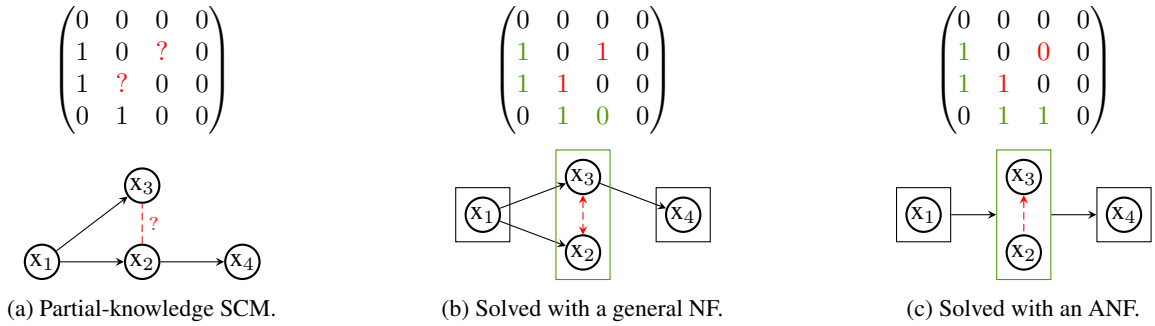 0 0 0 0
1 0 ? 0
1 ? 0 0
0 1 0 0
x3
?
x1 x2 x4
(a) Partial-knowledge SCM.
0 0 0 0
1 0 1 0
1 1 0 0
0 1 0 0
x3
x1 x4
x2
(b) Solved with a general NF.
0 0 0 0
1 0 0 0
1 1 0 0
0 1 1 0
x3
x1 x4
x2
(c) Solved with an ANF.